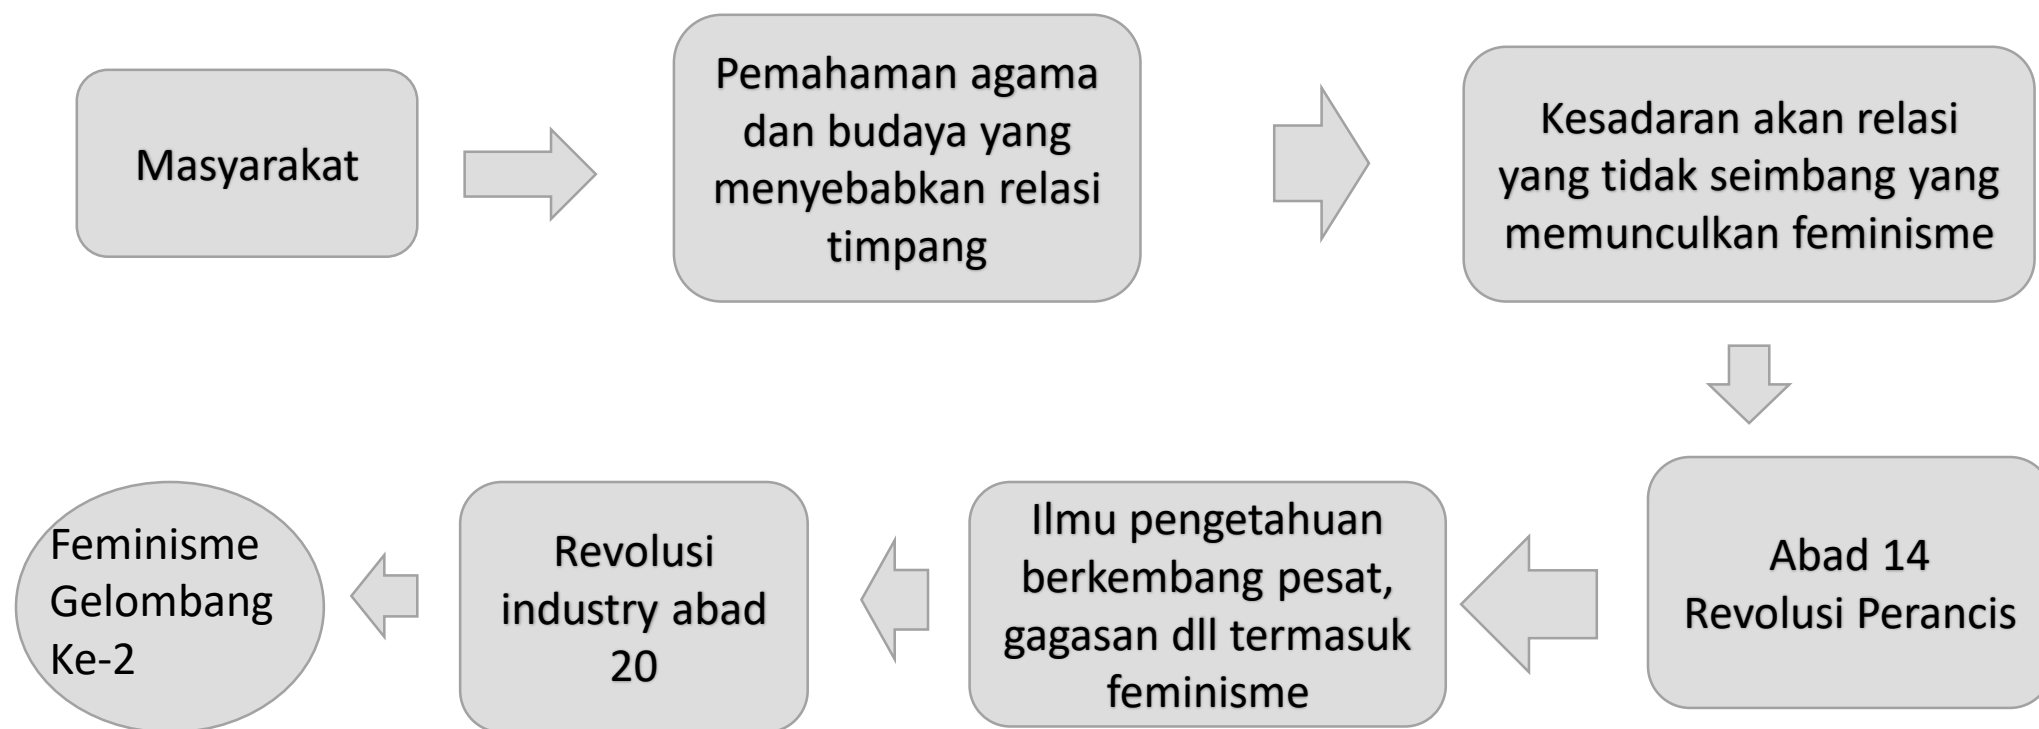 Masyarakat
Pemahaman agama
dan budaya yang
menyebabkan relasi
timpang
Kesadaran akan relasi
yang tidak seimbang yang
memunculkan feminisme
Abad 14
Revolusi Perancis
Ilmu pengetahuan
berkembang pesat,
gagasan dll termasuk
feminisme
Revolusi
industry abad
20
Feminisme
Gelombang
Ke-2